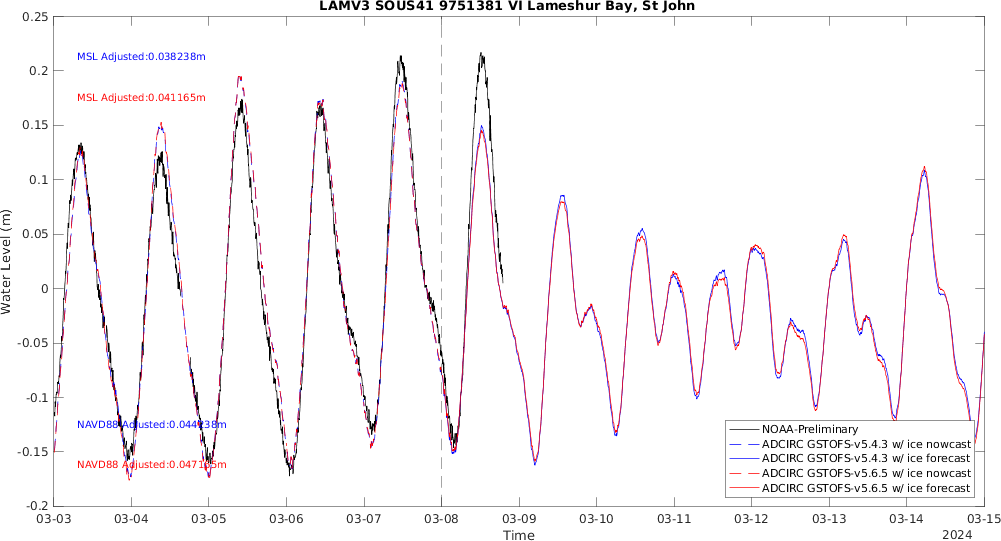 LAMV3 SOUS41 9751381 VI Lameshur Bay, St John
0.25
0.2
0.15
0.1
0.05
0
-0.05
-0.1
-0.15
-0.2
Water Level (m)
MSL Adjusted:0.038238m
MSL Adjusted:0.041165m
NAVD88 Adjusted:
NAVD88 Adjusted:
NOAA-Preliminary
ADCIRC GSTOFS-v5.4.3 w/ ice nowcast
ADCIRC GSTOFS-v5.4.3 w/ ice forecast
ADCIRC GSTOFS-v5.6.5 w/ ice nowcast
ADCIRC GSTOFS-v5.6.5 w/ ice forecast
03-03 03-04 03-05 03-06 03-07 03-08 03-09 03-10 03-11 03-12 03-13 03-14 03-15
Time
2024